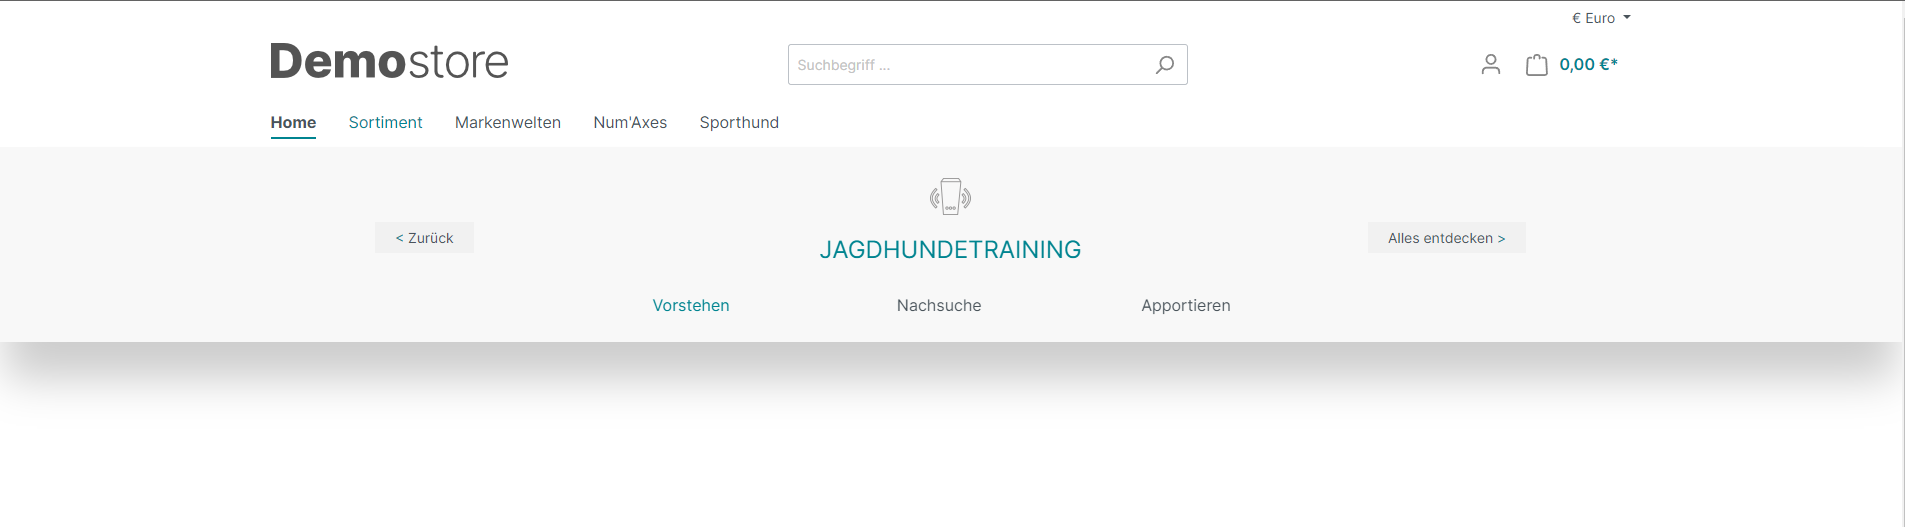 € Euro
Demostore
Suchbegriff ...
0,00 €*
Home Sortiment Markenwelten Num'Axes Sporthund
< Zurück
JAGDHUNDETRAINING
Alles entdecken >
Vorstehen Nachsuche Apportieren